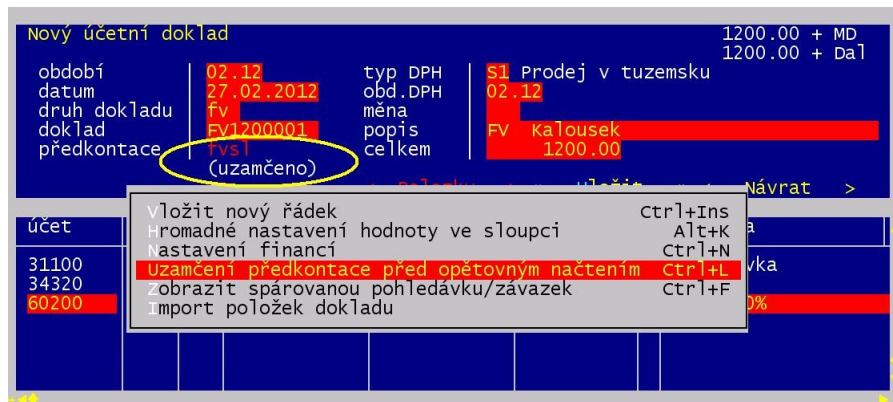 Nový účetní doklad 1200.00 + MD
1200.00 + Dal
období 02.12 typ DPH S1 Prodej v tuzemsku
datum 27.02.2012 obd.DPH 02.12
druh dokladu fv měna
doklad FV1200001 popis FV Kalousek
předkontace fvsl celkem 1200.00
(uzamčeno)
Návrat >
účet
Vložit nový řádek Ctrl+Ins
Hromadné nastavení hodnoty ve sloupci Alt+K
Nastavení financí Ctrl+N
Uzamčení předkontace před opětovným načtením Ctrl+L
Zobrazit spárovanou pohledávku/závazek Ctrl+F
Import položek dokladu
31100
34320
60200